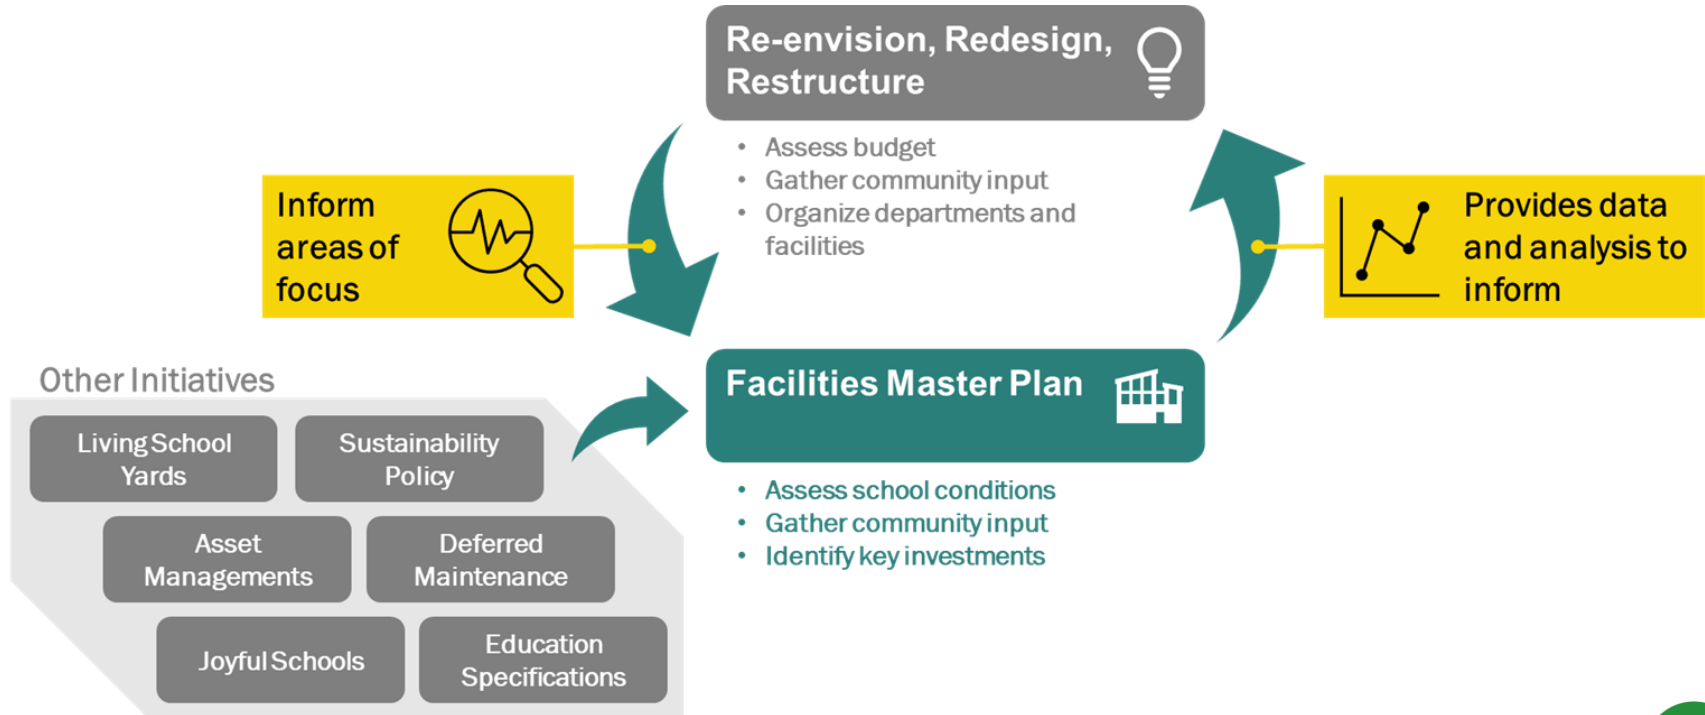 Re-envision, Redesign,
Restructure
• Assess budget
• Gather community input
• Organize departments and
facilities
Inform
areas of
focus
Provides data
and analysis to
inform
Other Initiatives
Living School
Yards
Sustainability
Policy
Asset
Managements
Deferred
Maintenance
Joyful Schools
Education
Specifications
Facilities Master Plan
• Assess school conditions
• Gather community input
• Identify key investments